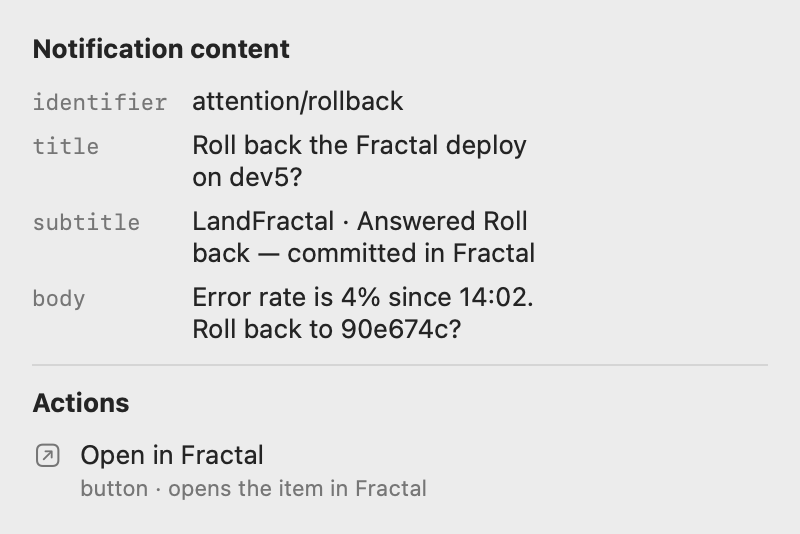 Notification content
identifier attention/rollback
title Roll back the Fractal deploy
on dev5?
subtitle LandFractal · Answered Roll
back — committed in Fractal
body Error rate is 4% since 14:02.
Roll back to 90e674c?
Actions
Open in Fractal
button · opens the item in Fractal